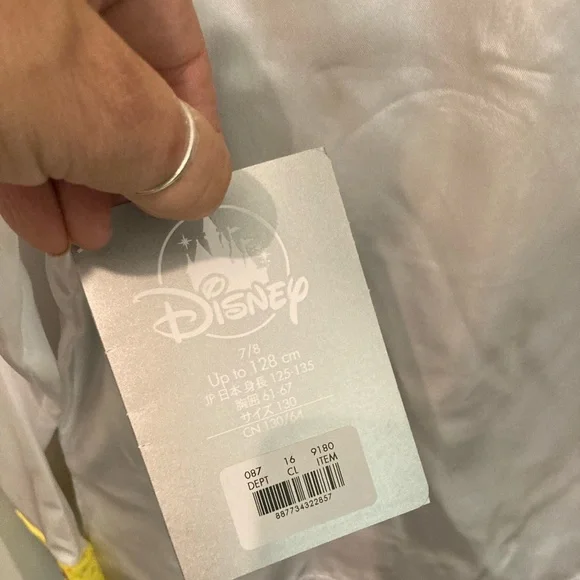 Disney
7/8
Up to 128 cm
JP 日本 身長 125-135
胸囲 61-67
サイズ 130
CN 130/64
087 16 9180
DEPT CL ITEM
887734322857